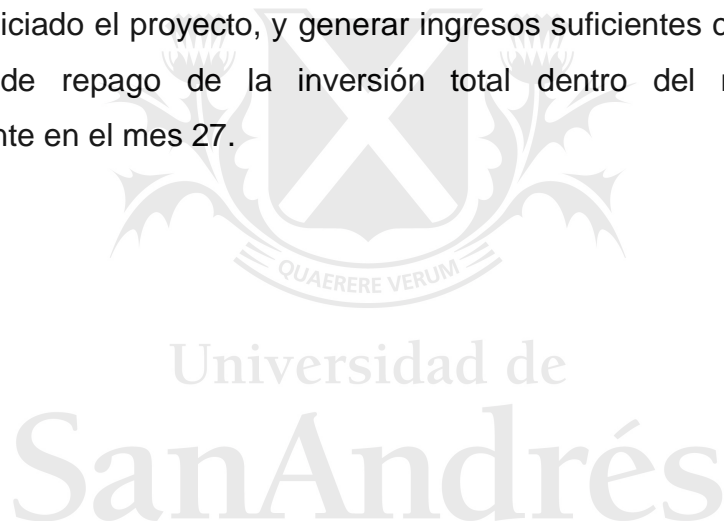 iciado el proyecto, y generar ingresos suficientes
de repago de la inversión total dentro del
nte en el mes 27.
QUAERERE VERUM
Universidad de
SanAndrés